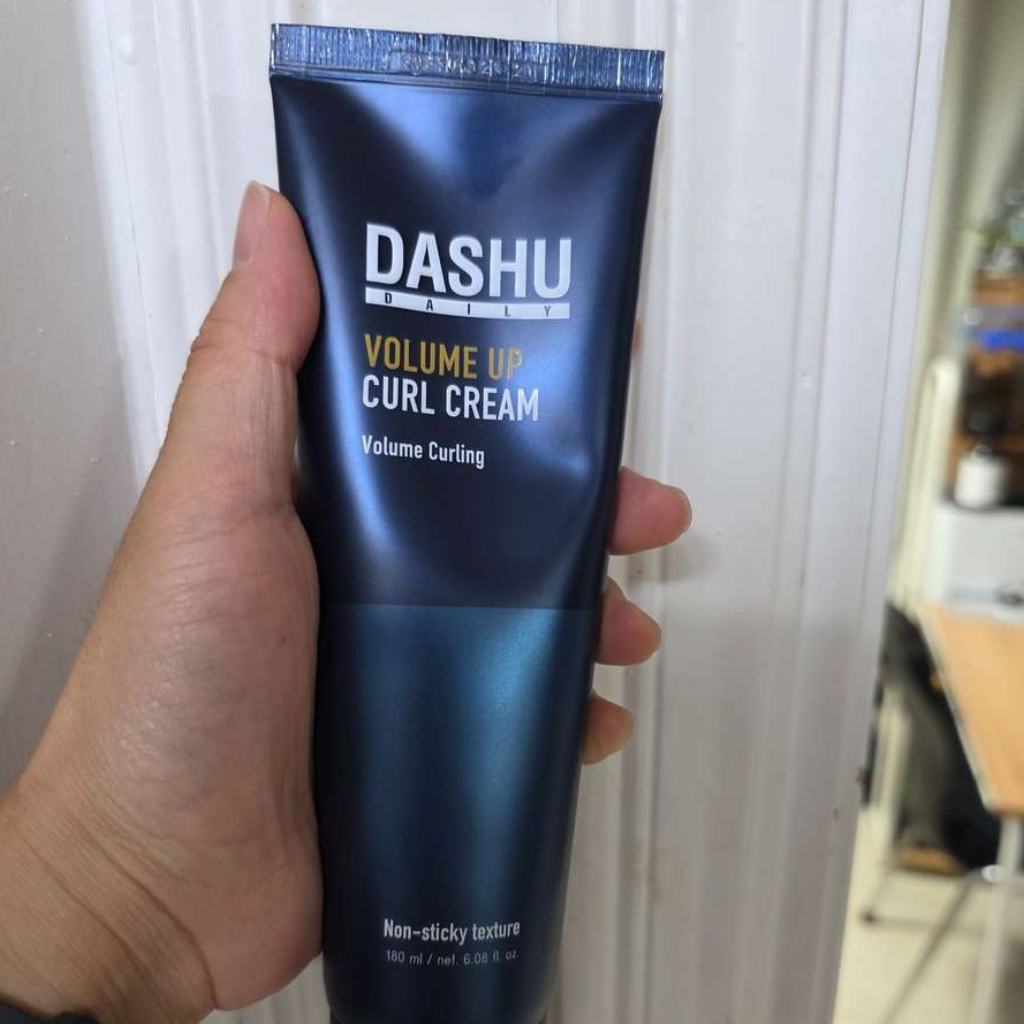 DASHU
DAILY
VOLUME UP
CURL CREAM
Volume Curling
Non-sticky texture
180 ml / net. 6.08 fl. oz.